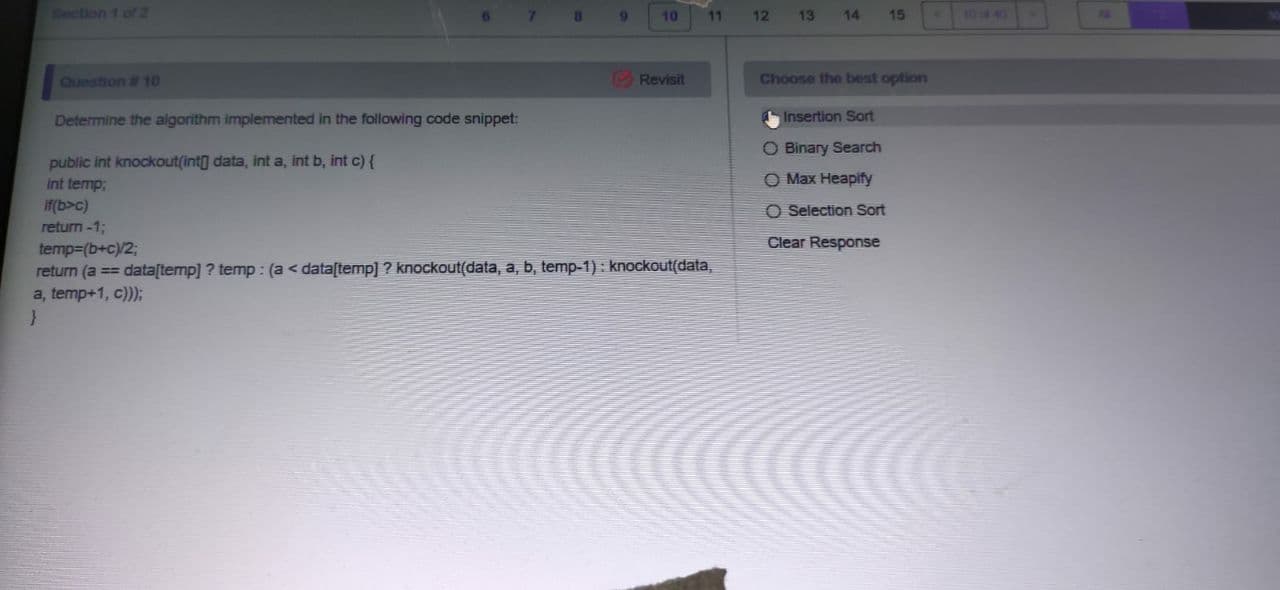 Section 1 of 2
6 7 8 9 10 11 12 13 14 15
Question # 10
Revisit
Determine the algorithm implemented in the following code snippet:
public int knockout(int[] data, int a, int b, int c) {
int temp;
if(b>c)
return -1;
temp=(b+c)/2;
return (a == data[temp] ? temp : (a < data[temp] ? knockout(data, a, b, temp-1) : knockout(data,
a, temp+1, c)));
}
Choose the best option
Insertion Sort
Binary Search
Max Heapify
Selection Sort
Clear Response